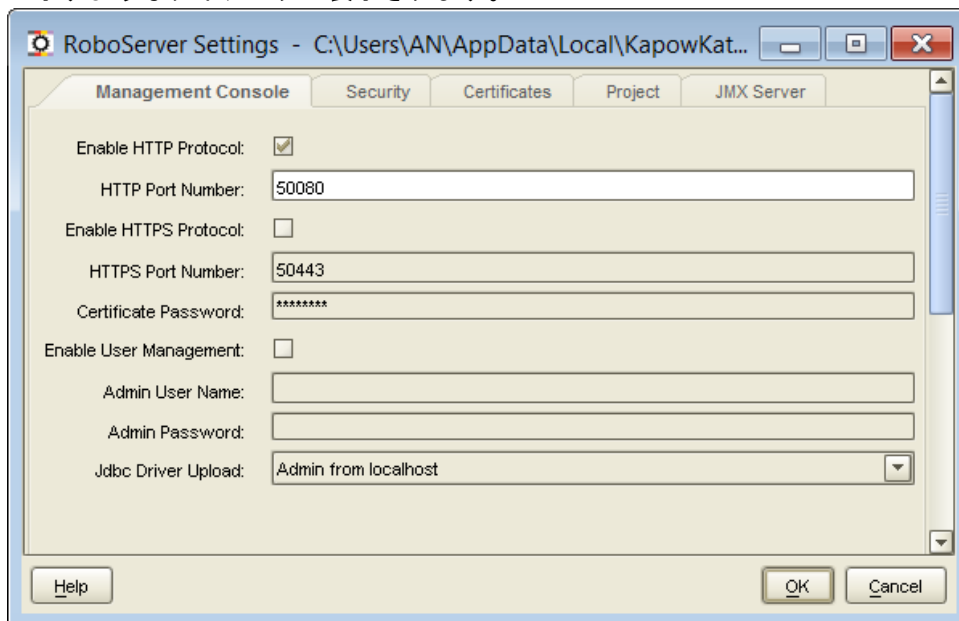 RoboServer Settings - C:\Users\AN\AppData\Local\KapowKat...
Management Console Security Certificates Project JMX Server
Enable HTTP Protocol:
HTTP Port Number: 50080
Enable HTTPS Protocol:
HTTPS Port Number: 50443
Certificate Password: ********
Enable User Management:
Admin User Name:
Admin Password:
Jdbc Driver Upload: Admin from localhost
Help OK Cancel